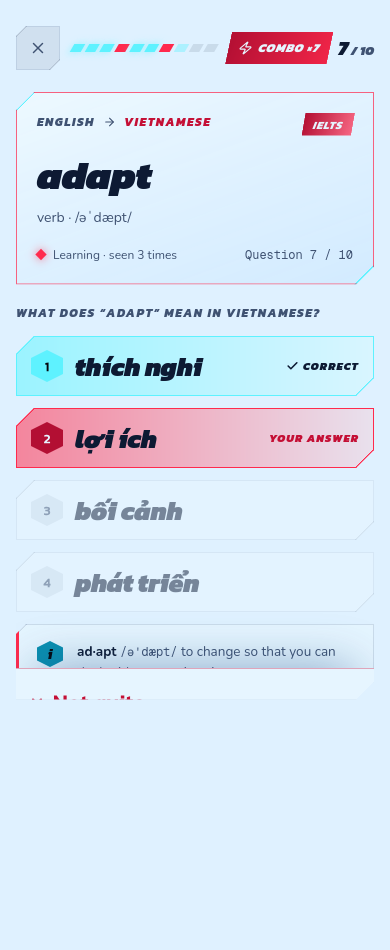 COMBO ×7
7 / 10
ENGLISH → VIETNAMESE
IELTS
adapt
verb · /əˈdæpt/
Learning · seen 3 times
Question 7 / 10
WHAT DOES “ADAPT” MEAN IN VIETNAMESE?
1 thích nghi ✓ CORRECT
2 lợi ích YOUR ANSWER
3 bối cảnh
4 phát triển
i ad·apt /əˈdæpt/ to change so that you can